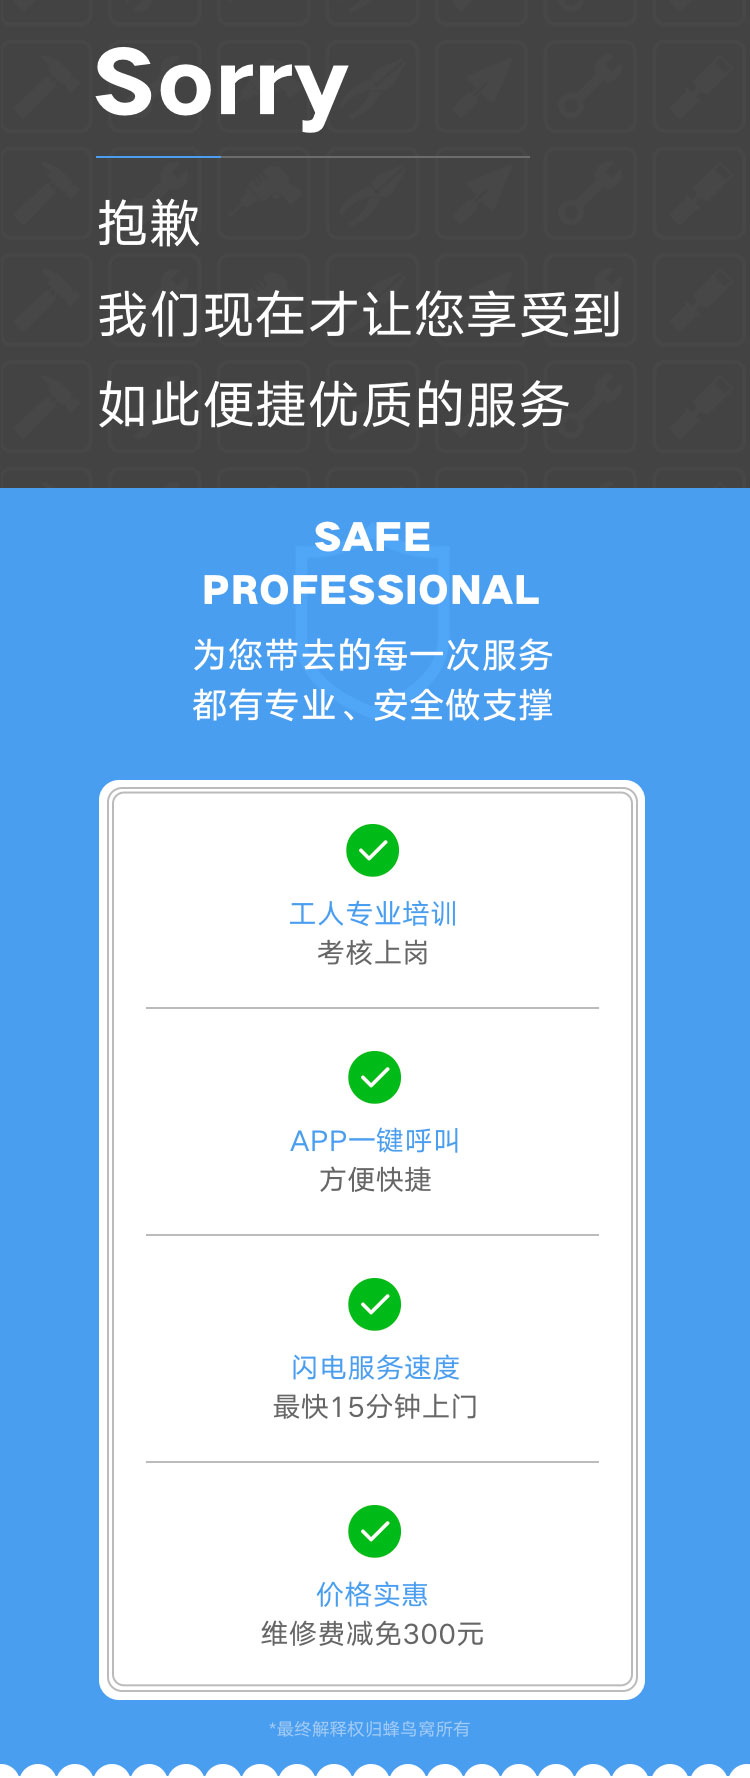 Sorry
抱歉
我们现在才让您享受到
如此便捷优质的服务
SAFE
PROFESSIONAL
为您带去的每一次服务
都有专业、安全做支撑
工人专业培训
考核上岗
APP一键呼叫
方便快捷
闪电服务速度
最快15分钟上门
价格实惠
维修费减免300元
*最终解释权归蜂鸟窝所有